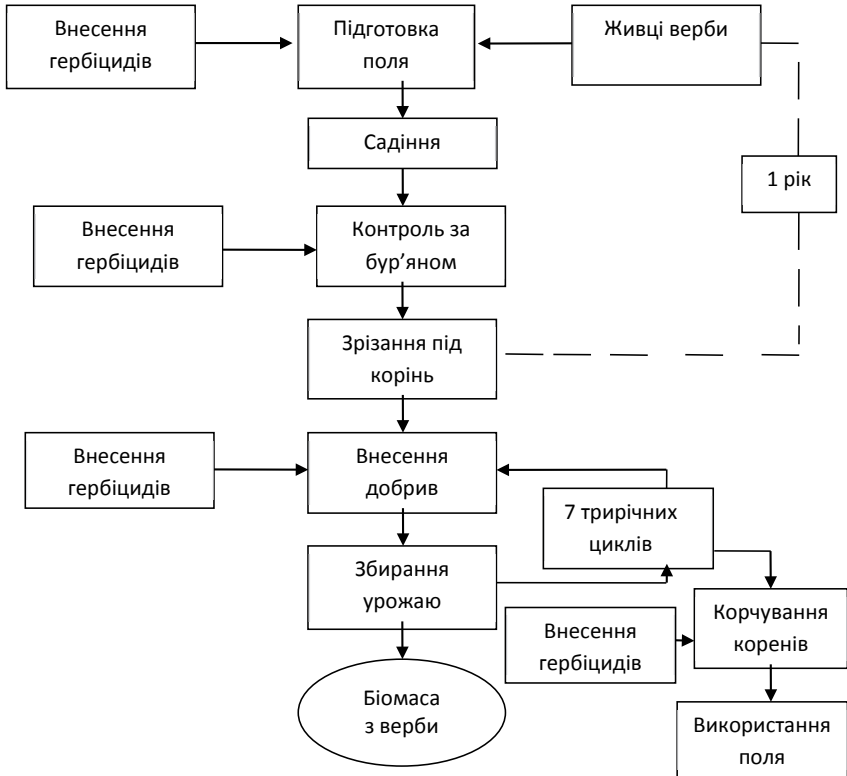 Внесення
гербіцидів
Підготовка
поля
Живці верби
Садіння
1 рік
Внесення
гербіцидів
Контроль за
бур’яном
Зрізання під
корінь
Внесення
гербіцидів
Внесення
добрив
7 трирічних
циклів
Збирання
урожаю
Внесення
гербіцидів
Корчування
коренів
Біомаса
з верби
Використання
поля